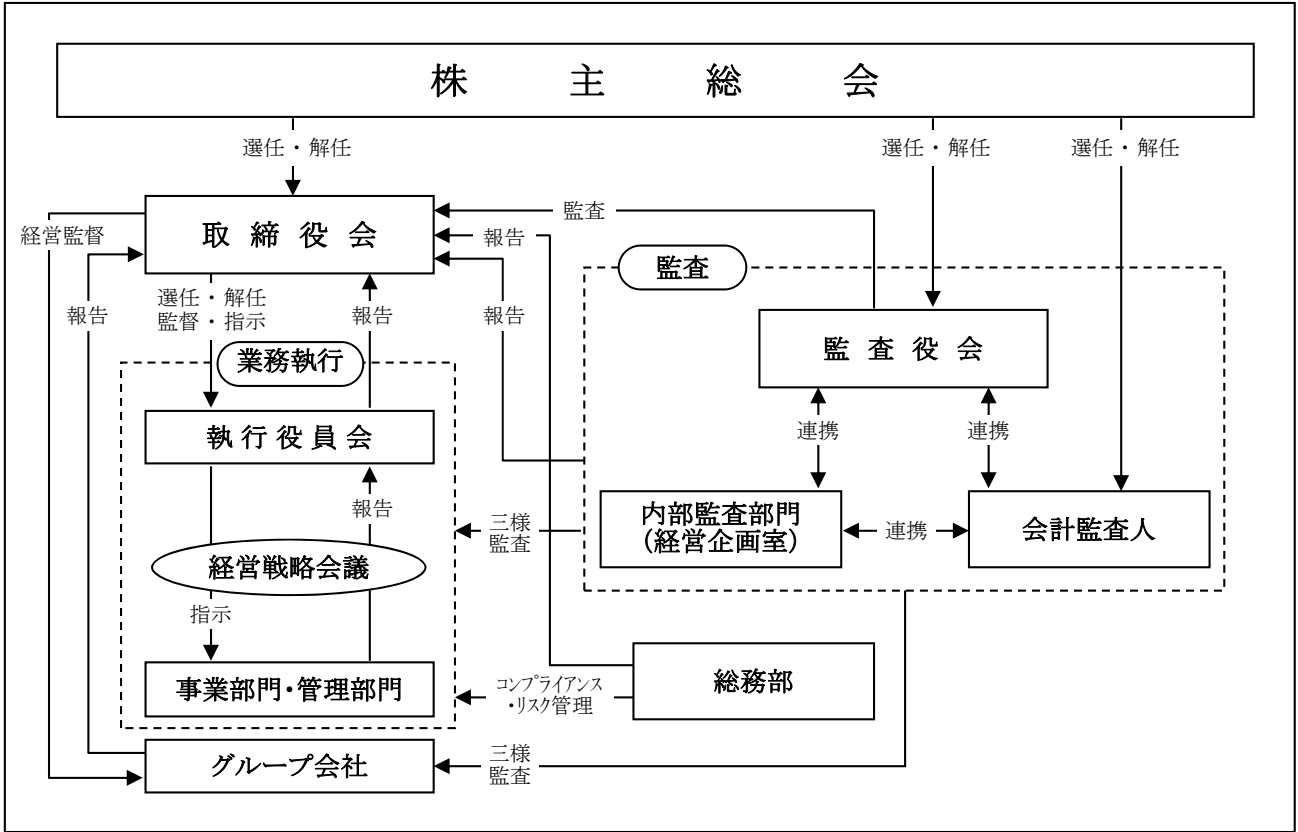 株主総会
選任・解任
選任・解任
選任・解任
取締役会
監査
経営監督
報告
監査
報告
選任・解任
監督・指示
報告
報告
監査役会
業務執行
執行役員会
連携
連携
報告
内部監査部門
（経営企画室）
連携
会計監査人
三様
監査
経営戦略会議
指示
事業部門・管理部門
コンプライアンス
・リスク管理
総務部
グループ会社
三様
監査